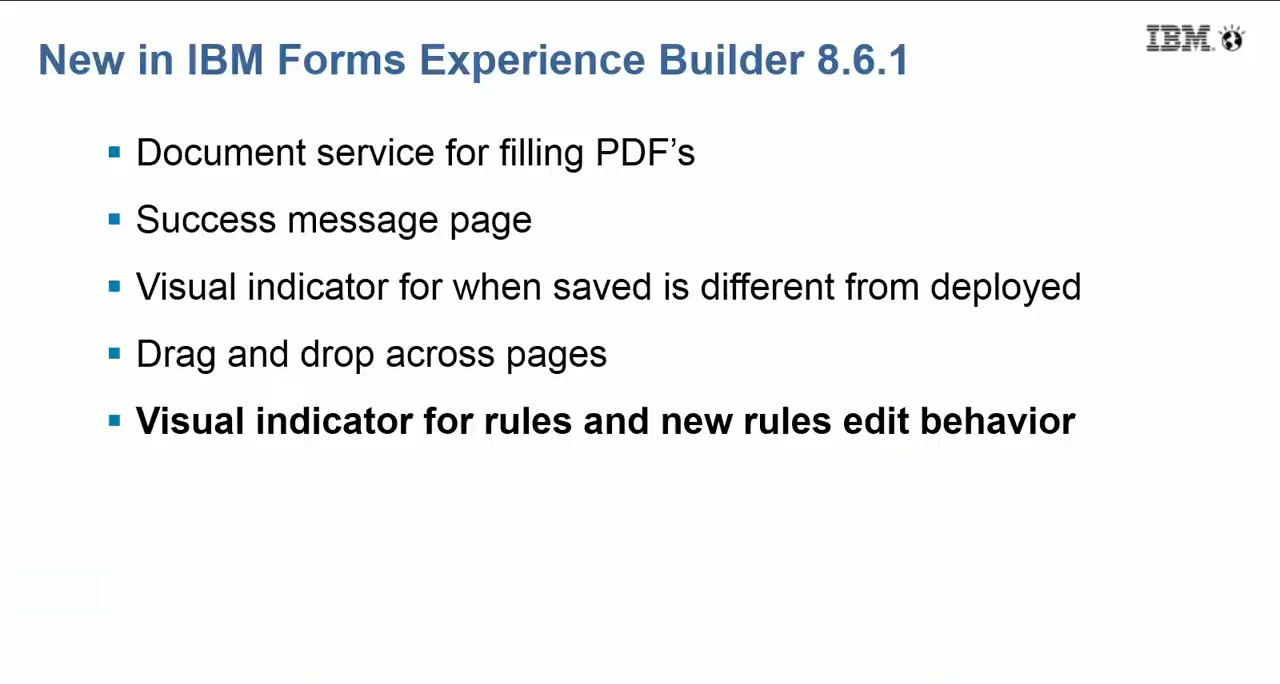 New in IBM Forms Experience Builder 8.6.1
IBM.
Document service for filling PDF’s
Success message page
Visual indicator for when saved is different from deployed
Drag and drop across pages
Visual indicator for rules and new rules edit behavior